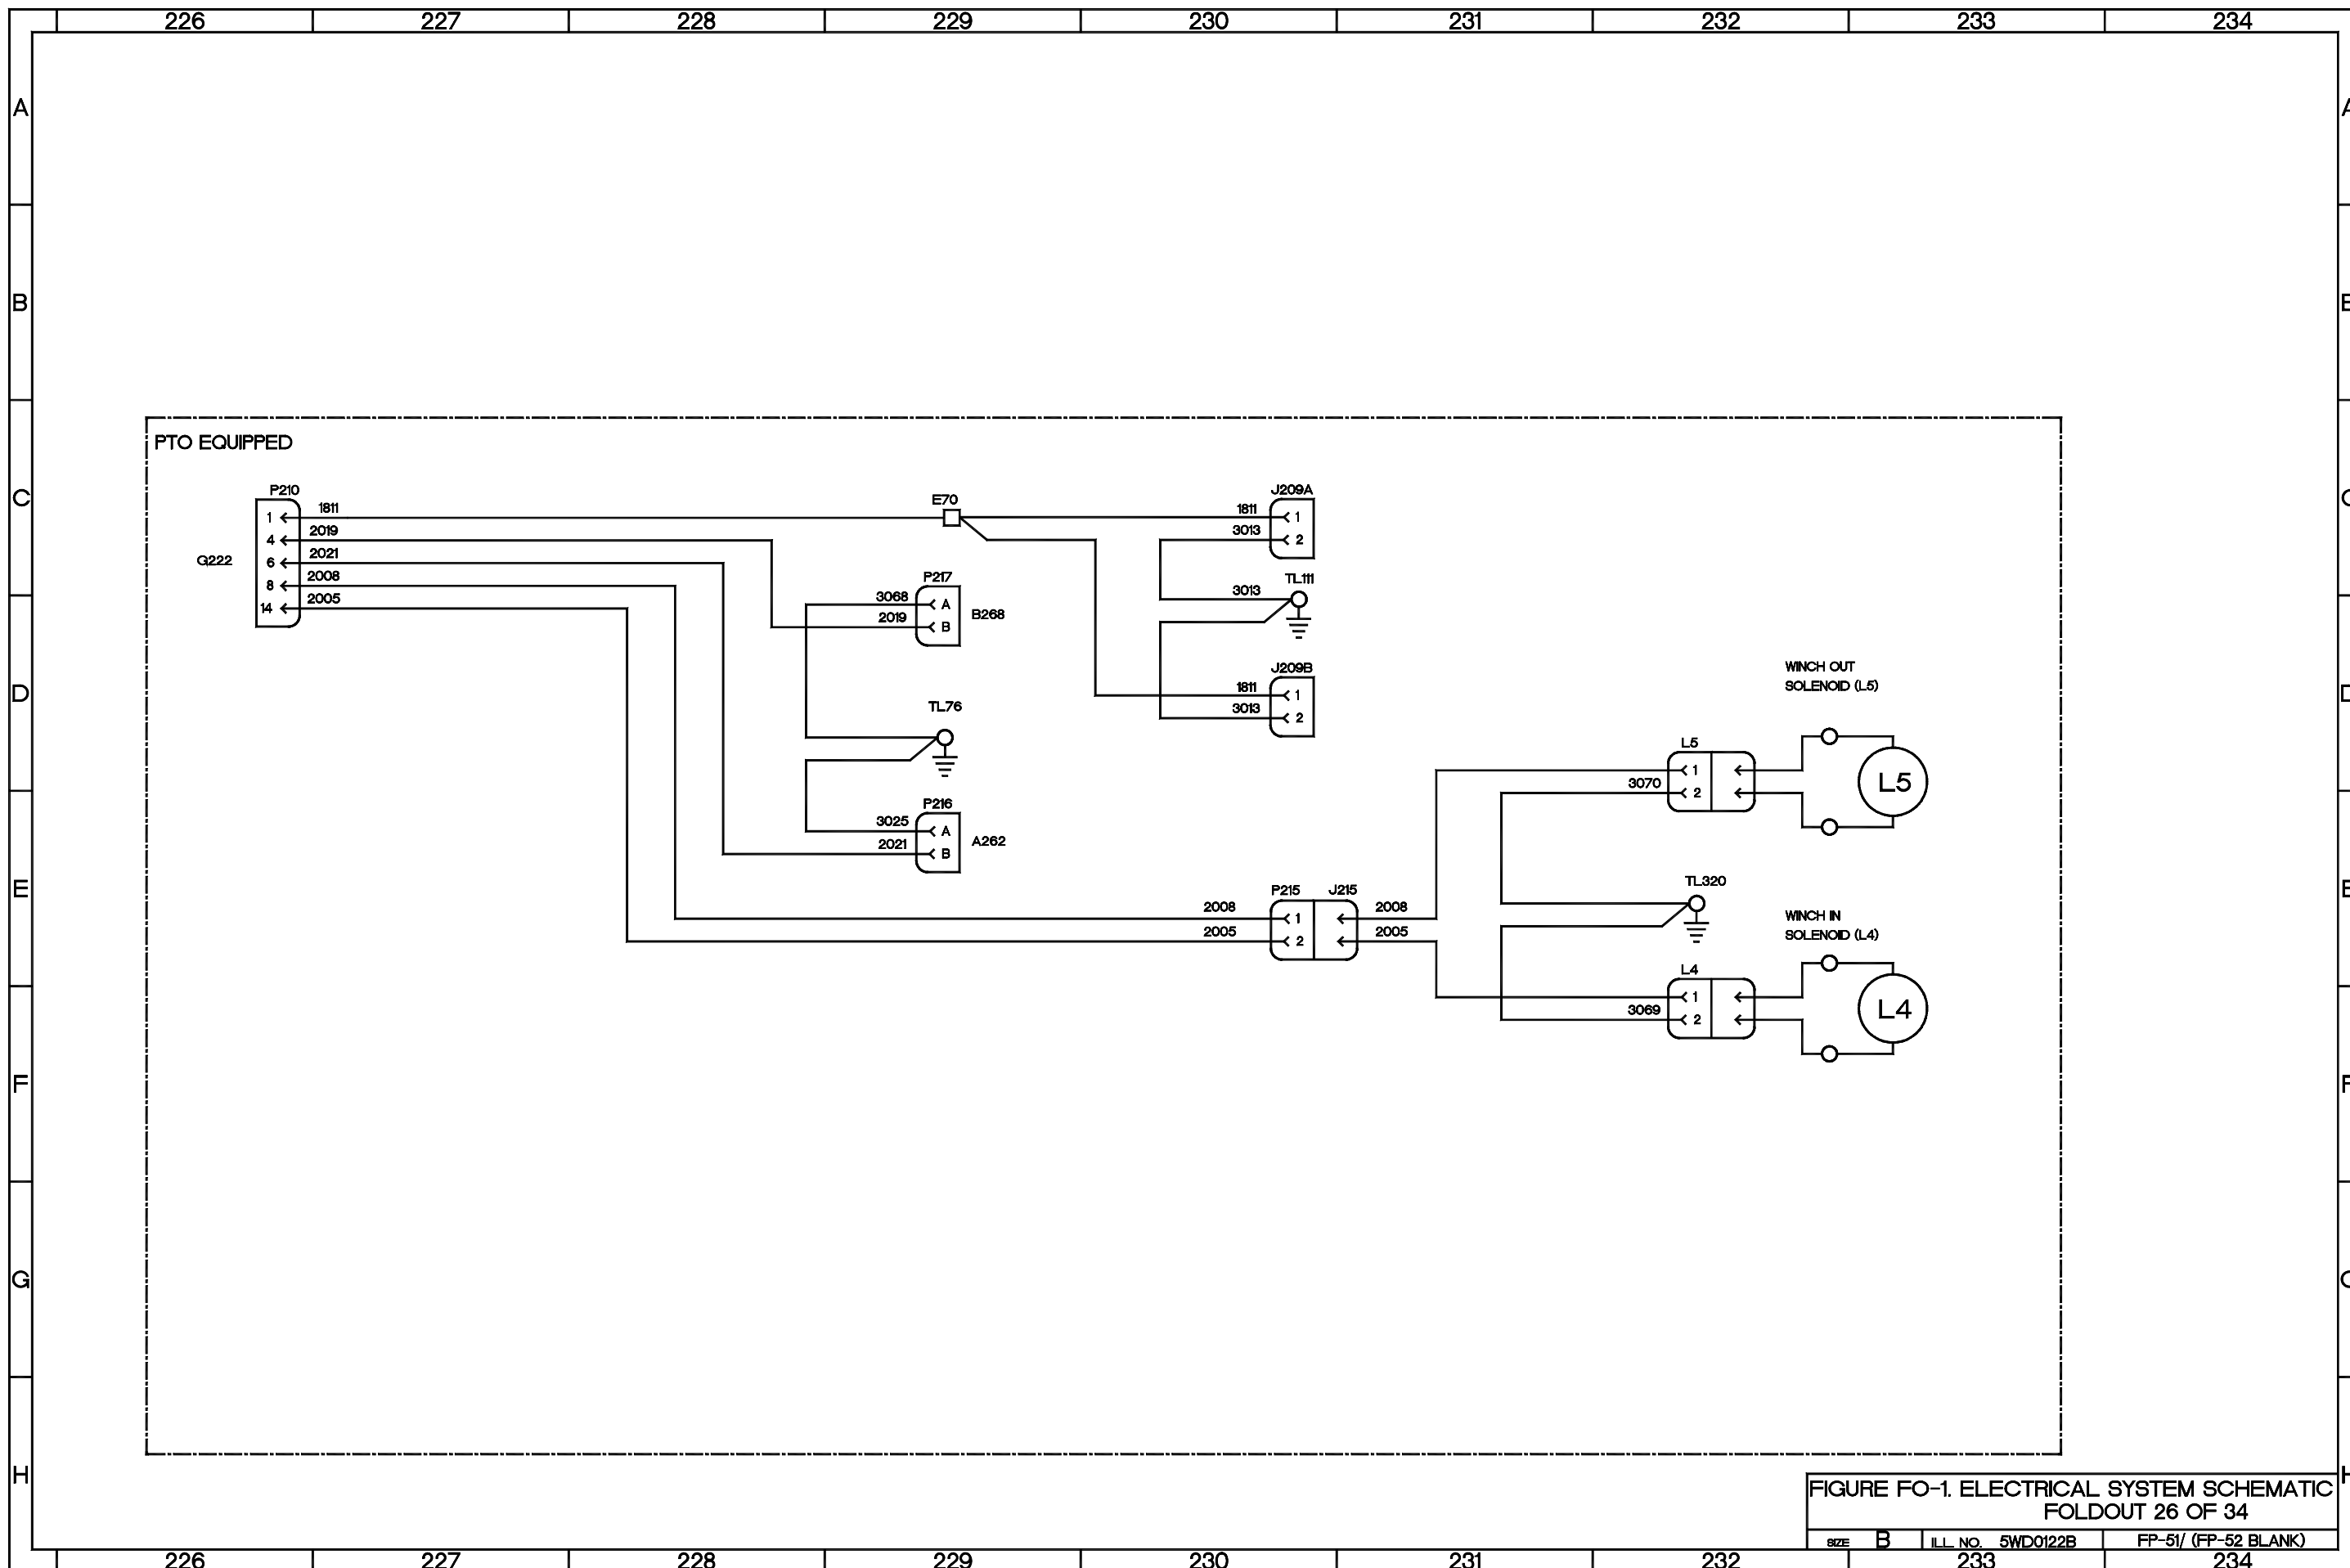 226 227 228 229 230 231 232 233 234
A
B
C
D
E
F
G
H
PTO EQUIPPED
P210
G222
1 1811
4 2019
6 2021
8 2008
14 2005
E70
J209A
1811 1
3013 2
TL111
3013
J209B
1811 1
3013 2
P217
3068 A
2019 B
B268
TL76
P216
3025 A
2021 B
A262
P215 J215
2008 1 2008
2005 2 2005
WINCH OUT
SOLENOID (L5)
L5
1
3070 2
L5
TL320
WINCH IN
SOLENOID (L4)
L4
1
3069 2
L4
FIGURE FO-1. ELECTRICAL SYSTEM SCHEMATIC
FOLDOUT 26 OF 34
SIZE B ILL. NO. 5WD0122B FP-51/ (FP-52 BLANK)
226 227 228 229 230 231 232 233 234